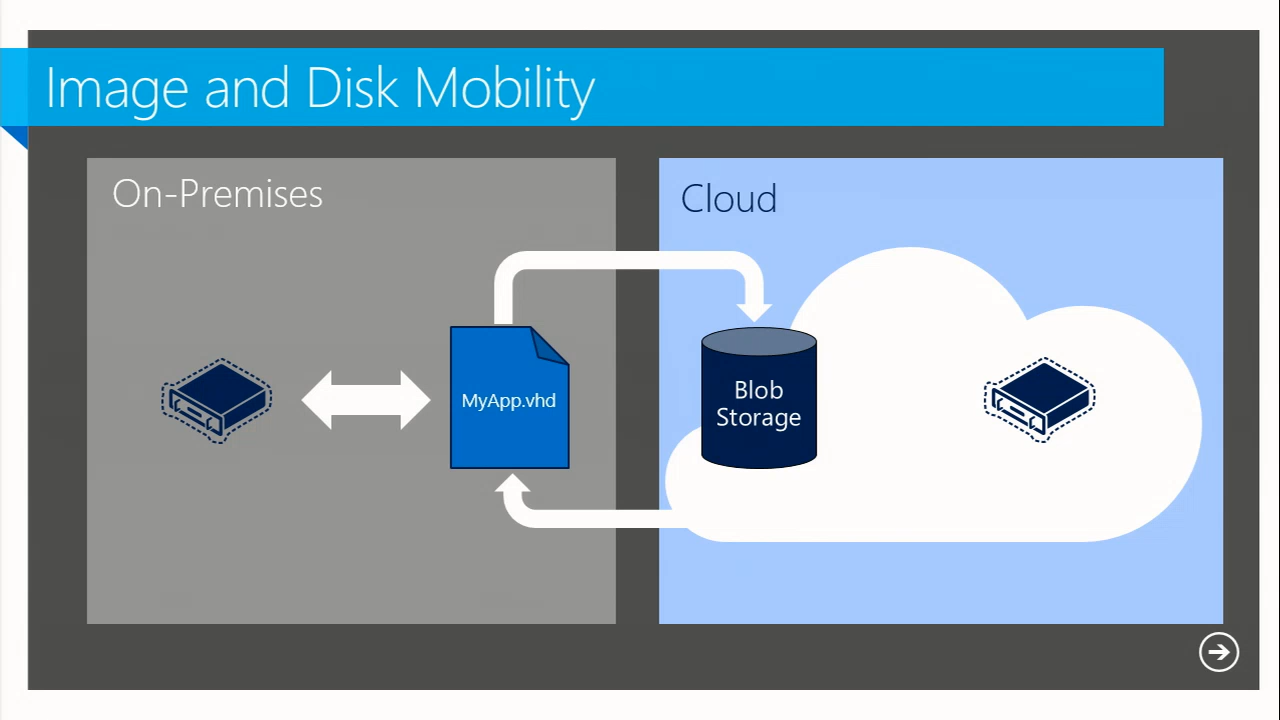 Image and Disk Mobility
On-Premises
Cloud
MyApp.vhd
Blob
Storage